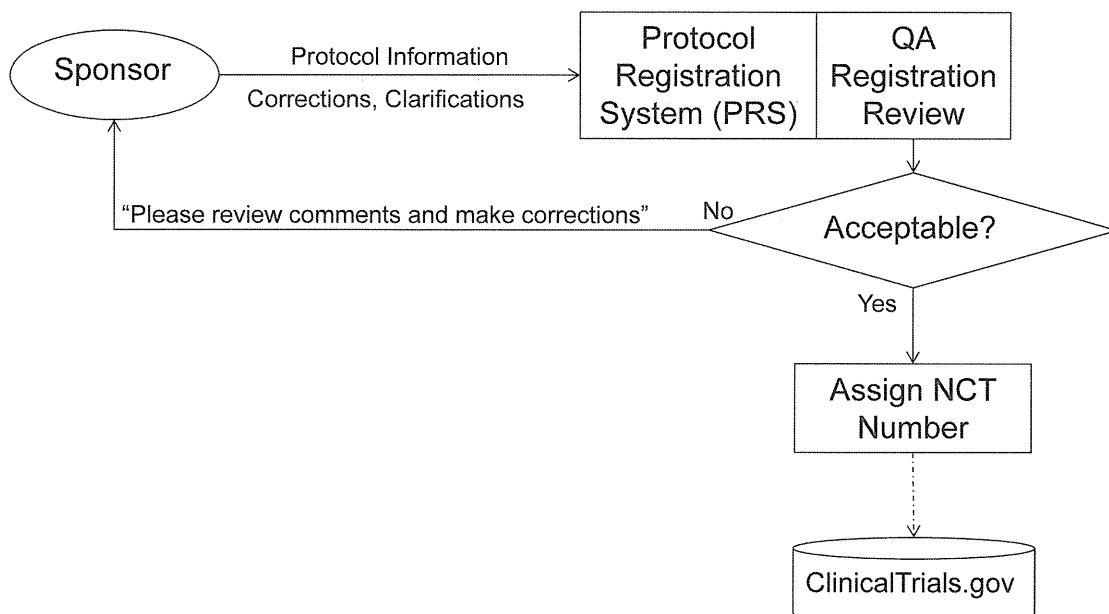 Sponsor
Protocol Information
Corrections, Clarifications
Protocol
Registration
System (PRS)
QA
Registration
Review
“Please review comments and make corrections”
No
Acceptable?
Yes
Assign NCT
Number
ClinicalTrials.gov